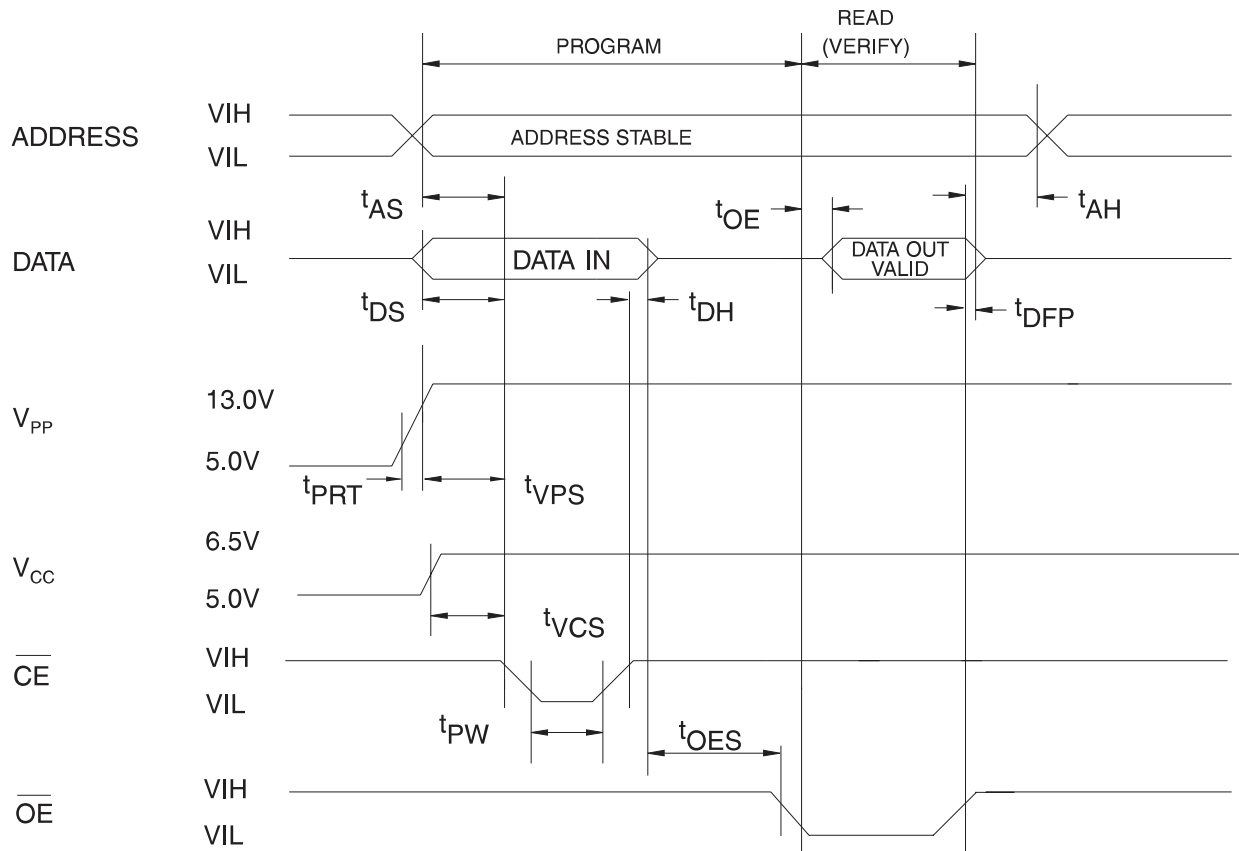 READ
PROGRAM (VERIFY)
VIH
ADDRESS ADDRESS STABLE
VIL
tAS tOE tAH
VIH
DATA DATA IN DATA OUT VALID
VIL
tDS tDH tDFP
13.0V
VPP
5.0V
tPRT tVPS
6.5V
VCC
5.0V
tVCS
VIH
CE
VIL
tPW tOES
VIH
OE
VIL